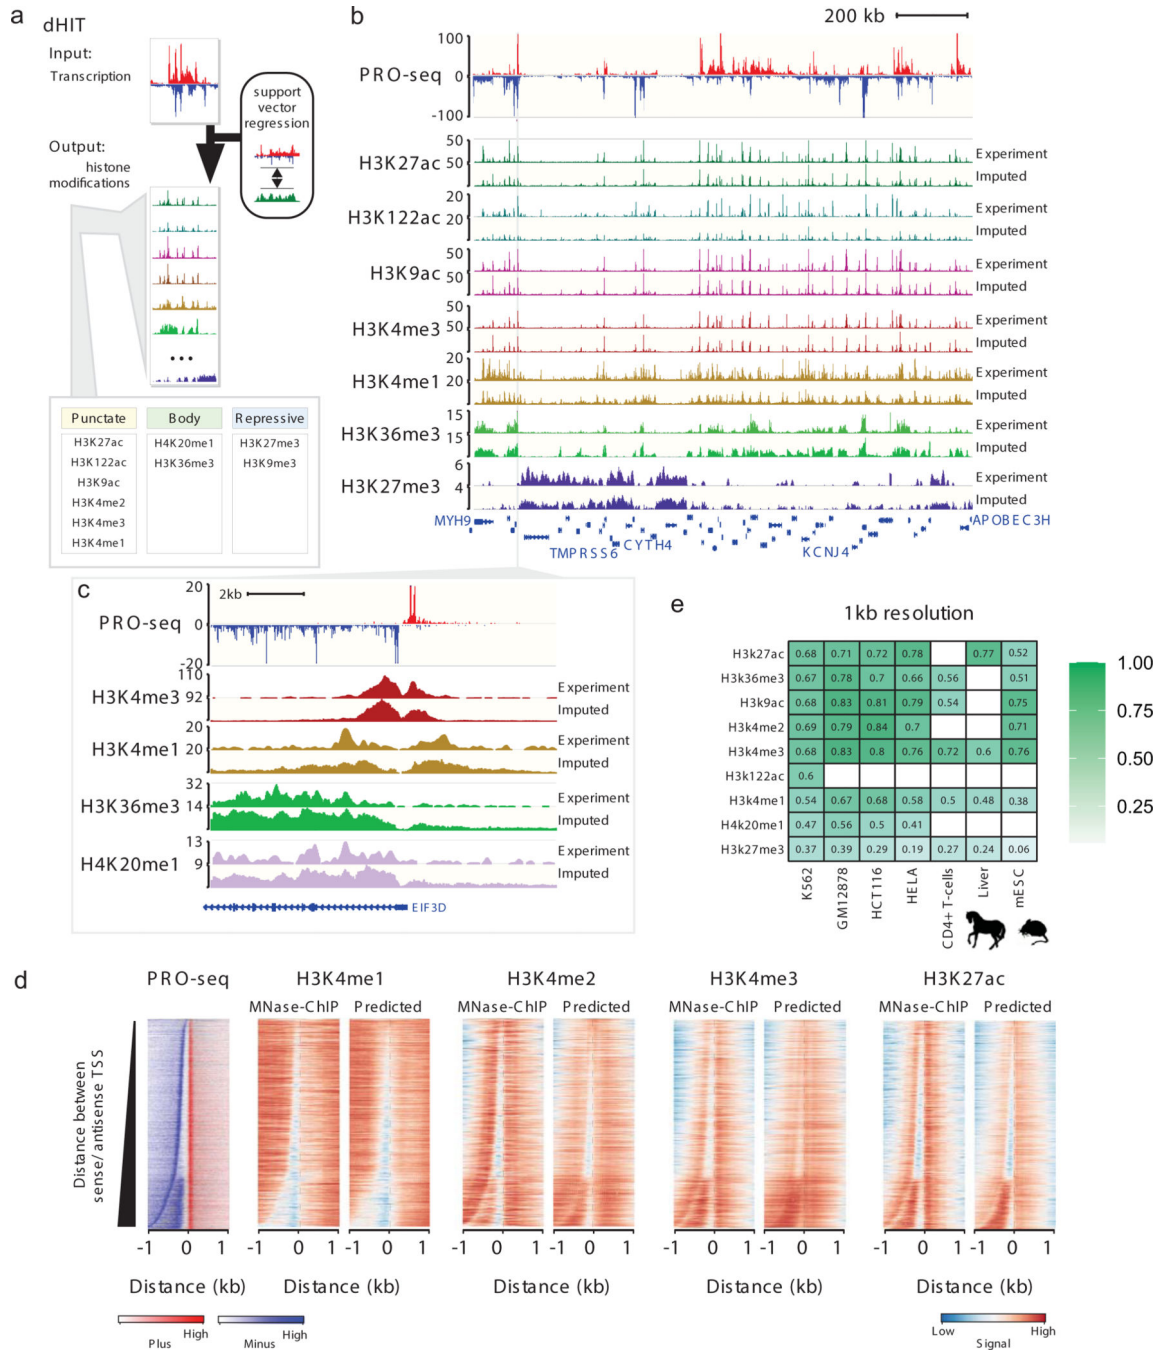 a
dHIT
Input:
Transcription
support
vector
regression
Output:
histone
modifications
Punctate
Body
Repressive
H3K27ac
H4K20me1
H3K27me3
H3K122ac
H3K36me3
H3K9me3
H3K9ac
H3K4me2
H3K4me3
H3K4me1
b
200 kb
100
PRO-seq
0
-100
50
H3K27ac
50
Experiment
Imputed
20
H3K122ac
20
Experiment
Imputed
50
H3K9ac
50
Experiment
Imputed
50
H3K4me3
50
Experiment
Imputed
20
H3K4me1
20
Experiment
Imputed
15
H3K36me3
15
Experiment
Imputed
6
H3K27me3
4
Experiment
Imputed
MYH9
APOBEC3H
TMPRSS6
CYTH4
KCNJ4
c
2kb
20
PRO-seq
0
-20
110
H3K4me3
92
Experiment
Imputed
20
H3K4me1
20
Experiment
Imputed
32
H3K36me3
14
Experiment
Imputed
13
H4K20me1
9
Experiment
Imputed
EIF3D
e
1kb resolution
H3k27ac 0.68 0.71 0.72 0.78 0.77 0.52
H3k36me3 0.67 0.78 0.7 0.66 0.56 0.51
H3k9ac 0.68 0.83 0.81 0.79 0.54 0.75
H3k4me2 0.69 0.79 0.84 0.7 0.71
H3k4me3 0.68 0.83 0.8 0.76 0.72 0.6 0.76
H3k122ac 0.6
H3k4me1 0.54 0.67 0.68 0.58 0.5 0.48 0.38
H4k20me1 0.47 0.56 0.5 0.41
H3k27me3 0.37 0.39 0.29 0.19 0.27 0.24 0.06
K562
GM12878
HCT116
HELA
CD4+ T-cells
Liver
mESC
1.00
0.75
0.50
0.25
d
PRO-seq
H3K4me1
H3K4me2
H3K4me3
H3K27ac
MNase-ChIP Predicted
MNase-ChIP Predicted
MNase-ChIP Predicted
MNase-ChIP Predicted
Distance between
sense/antisense TSS
-1 0 1
-1 0 1 -1 0 1
-1 0 1 -1 0 1
-1 0 1 -1 0 1
-1 0 1 -1 0 1
Distance (kb)
Distance (kb)
Distance (kb)
Distance (kb)
Distance (kb)
High
Plus
High
Minus
Low
High
Signal